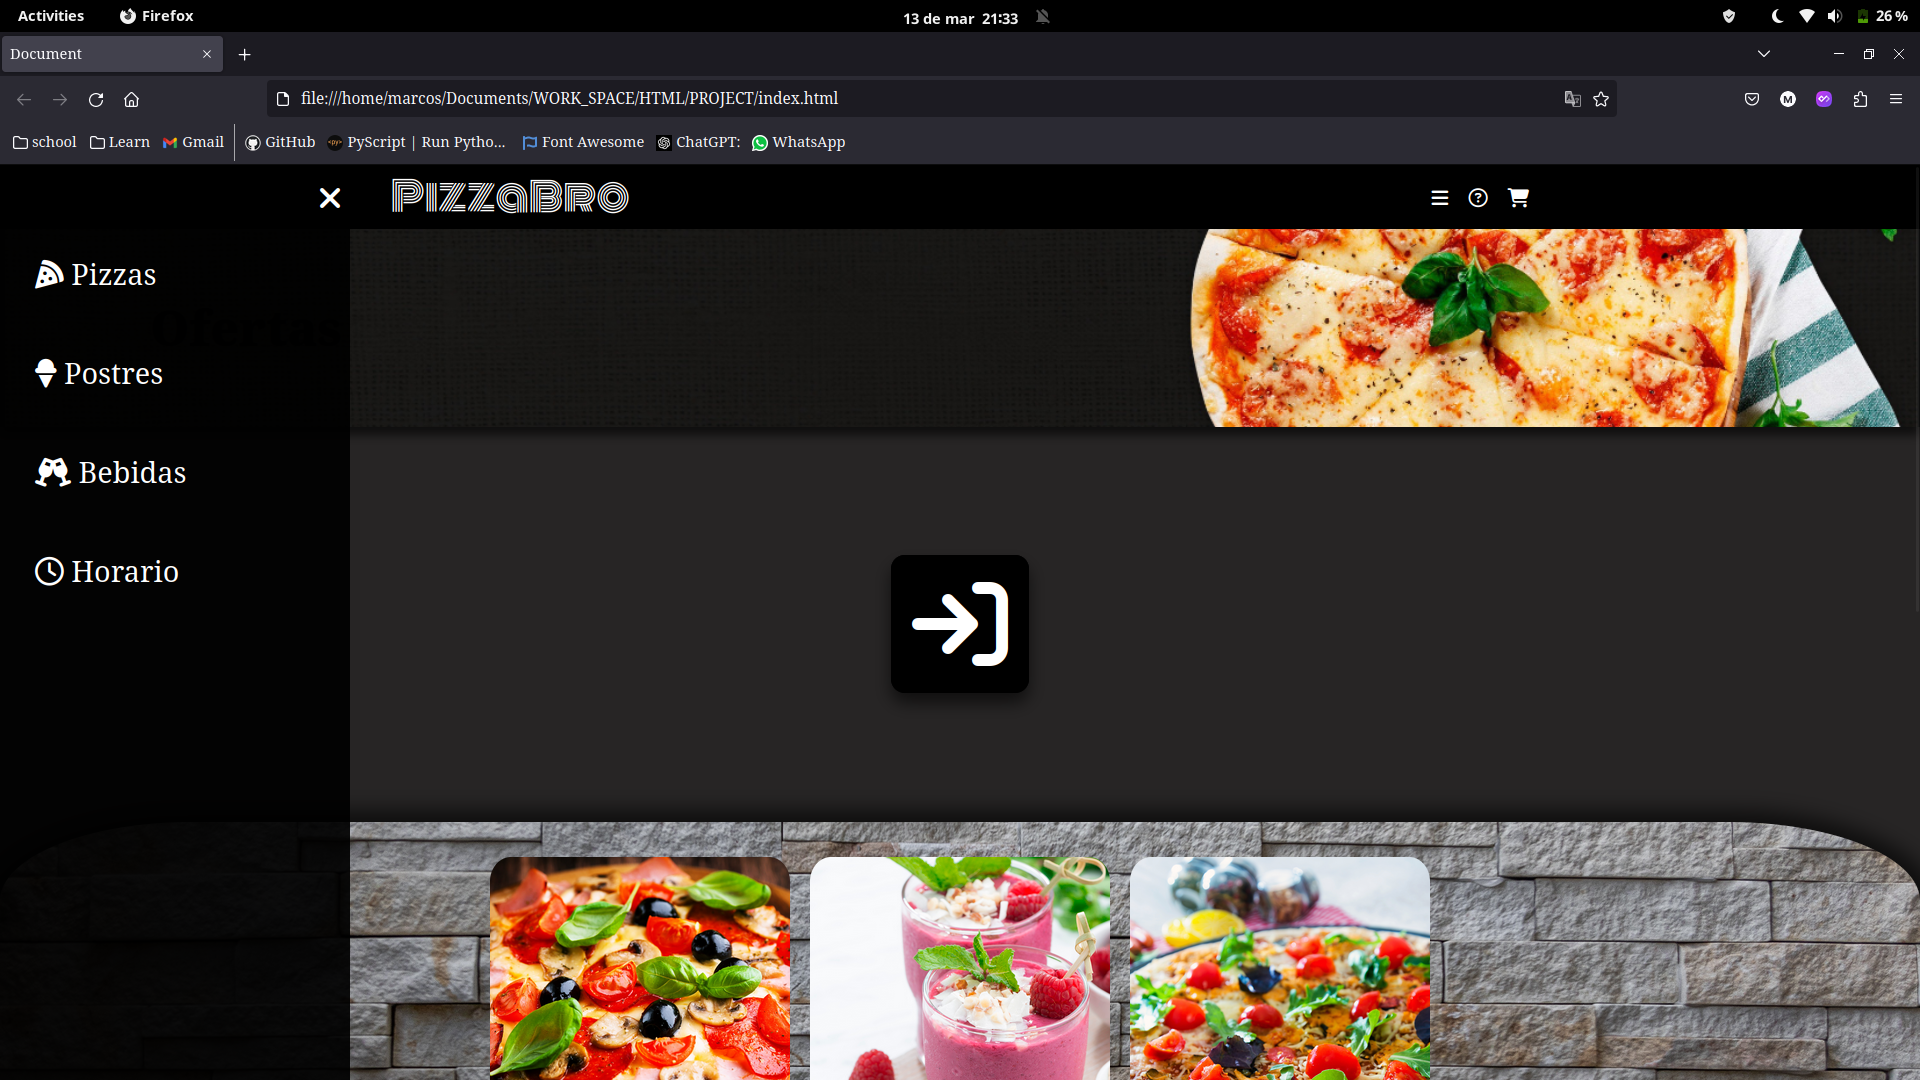 Activities
Firefox
13 de mar 21:33
26 %
Document
file:///home/marcos/Documents/WORK_SPACE/HTML/PROJECT/index.html
M
school
Learn
Gmail
GitHub
PyScript | Run Pytho...
Font Awesome
ChatGPT:
WhatsApp
PizzaBro
Pizzas
Ofertas
Postres
Bebidas
Horario